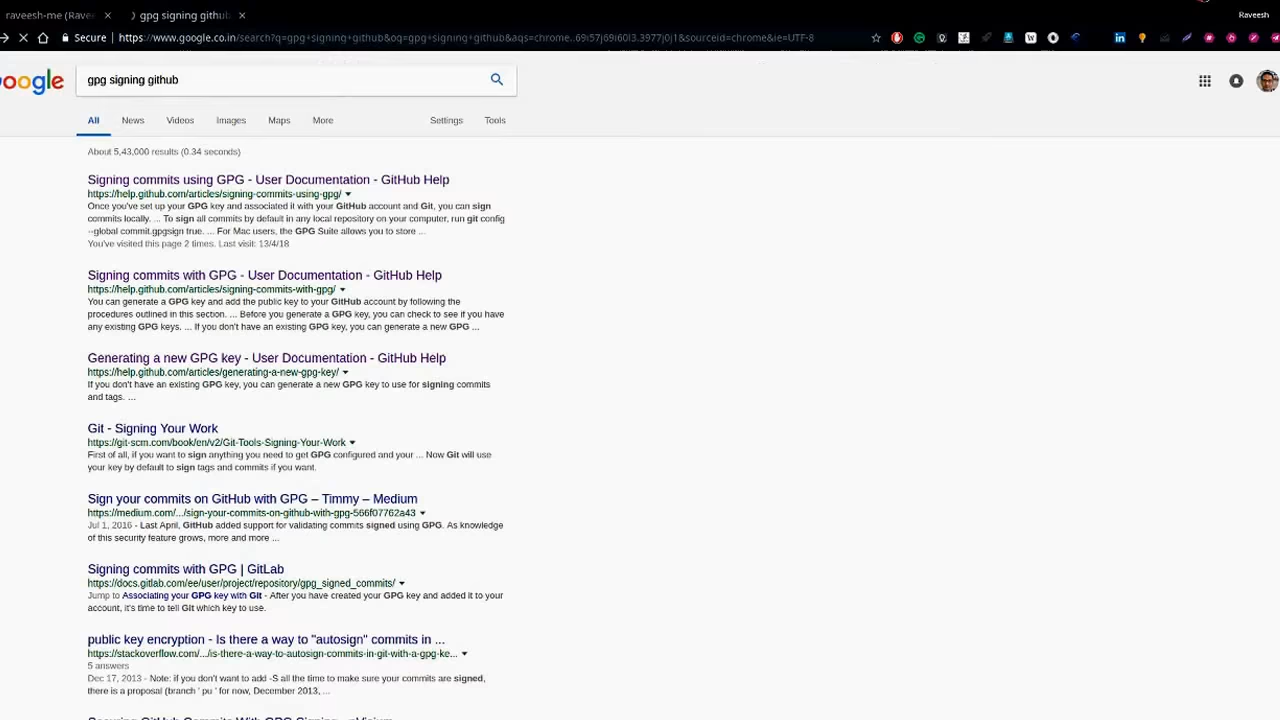 raveesh-me (Ravee
gpg signing github
Raveesh
Secure
https://www.google.co.in/search?q=gpg+signing+github&oq=gpg+signing+github&aqs=chrome..69i57j69i60l3.3977j0j1&sourceid=chrome&ie=UTF-8
oogle
gpg signing github
All News Videos Images Maps More Settings Tools
About 5,43,000 results (0.34 seconds)
Signing commits using GPG - User Documentation - GitHub Help
https://help.github.com/articles/signing-commits-using-gpg/
Once you've set up your GPG key and associated it with your GitHub account and Git, you can sign
commits locally. ... To sign all commits by default in any local repository on your computer, run git config
--global commit.gpgsign true. ... For Mac users, the GPG Suite allows you to store ...
You've visited this page 2 times. Last visit: 13/4/18
Signing commits with GPG - User Documentation - GitHub Help
https://help.github.com/articles/signing-commits-with-gpg/
You can generate a GPG key and add the public key to your GitHub account by following the
procedures outlined in this section. ... Before you generate a GPG key, you can check to see if you have
any existing GPG keys. ... If you don't have an existing GPG key, you can generate a new GPG ...
Generating a new GPG key - User Documentation - GitHub Help
https://help.github.com/articles/generating-a-new-gpg-key/
If you don't have an existing GPG key, you can generate a new GPG key to use for signing commits
and tags. ...
Git - Signing Your Work
https://git-scm.com/book/en/v2/Git-Tools-Signing-Your-Work
First of all, if you want to sign anything you need to get GPG configured and your ... Now Git will use
your key by default to sign tags and commits if you want.
Sign your commits on GitHub with GPG – Timmy – Medium
https://medium.com/.../sign-your-commits-on-github-with-gpg-566f07762a43
Jul 1, 2016 - Last April, GitHub added support for validating commits signed using GPG. As knowledge
of this security feature grows, more and more ...
Signing commits with GPG | GitLab
https://docs.gitlab.com/ee/user/project/repository/gpg_signed_commits/
Jump to Associating your GPG key with Git - After you have created your GPG key and added it to your
account, it's time to tell Git which key to use.
public key encryption - Is there a way to "autosign" commits in ...
https://stackoverflow.com/.../is-there-a-way-to-autosign-commits-in-git-with-a-gpg-ke...
5 answers
Dec 17, 2013 - Note: if you don't want to add -S all the time to make sure your commits are signed,
there is a proposal (branch ' pu ' for now, December 2013, ...
Securing GitHub Commits With GPG Signing